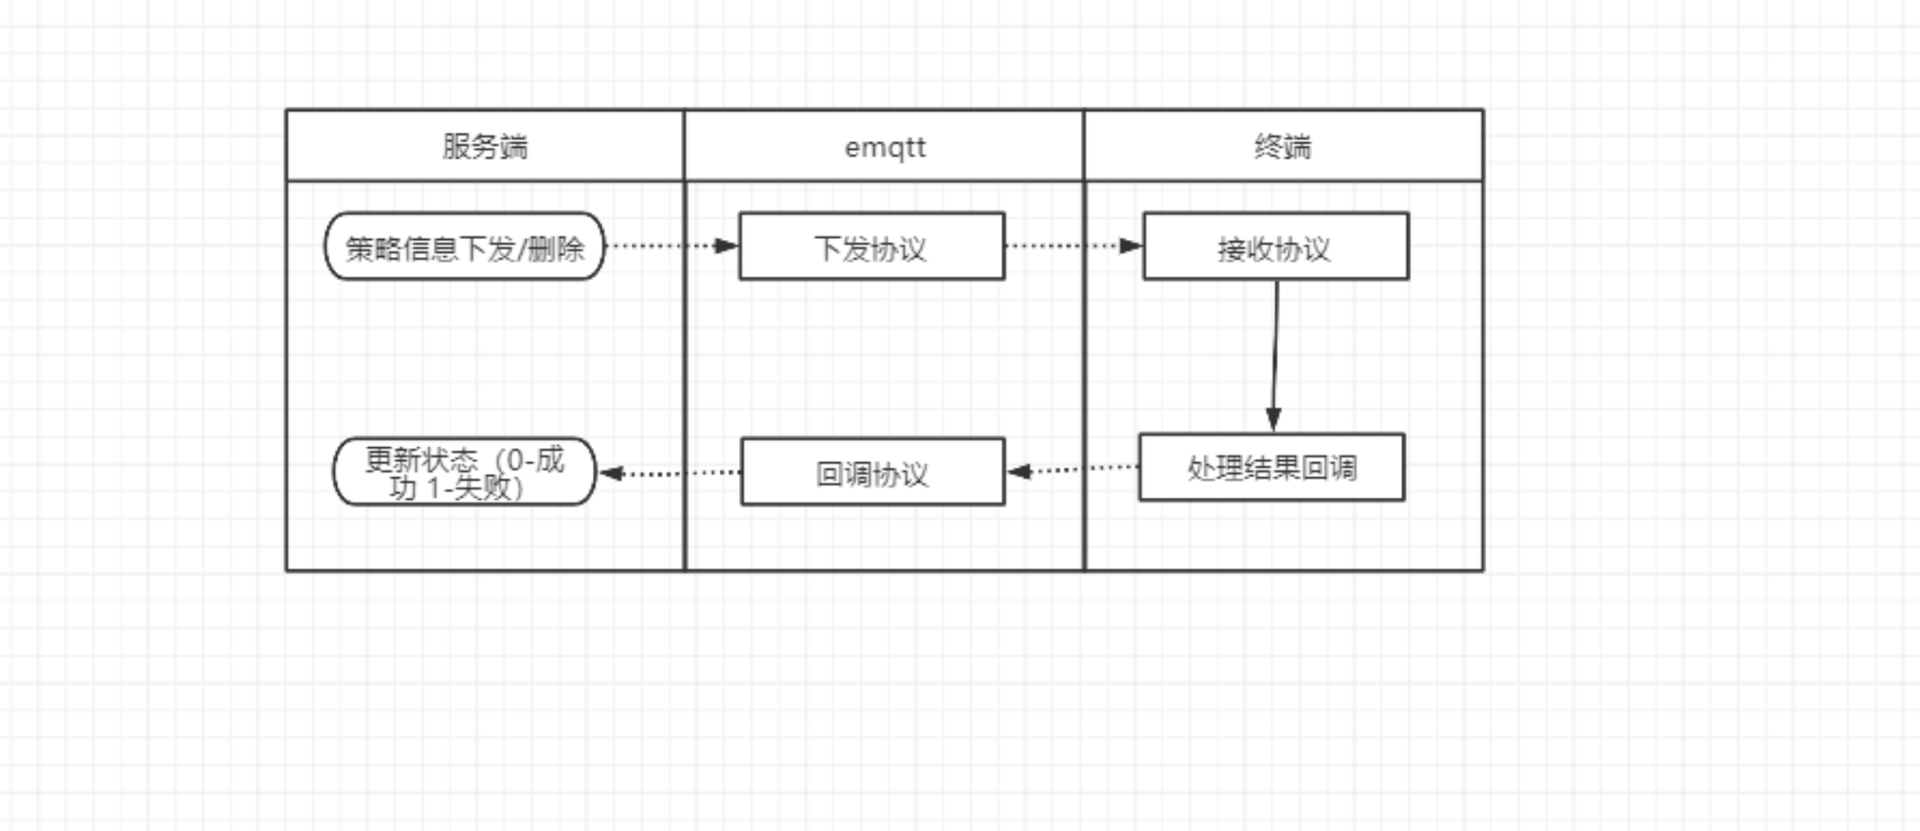 服务端
emqtt
终端
策略信息下发/删除
下发协议
接收协议
更新状态（0-成
功 1-失败）
回调协议
处理结果回调